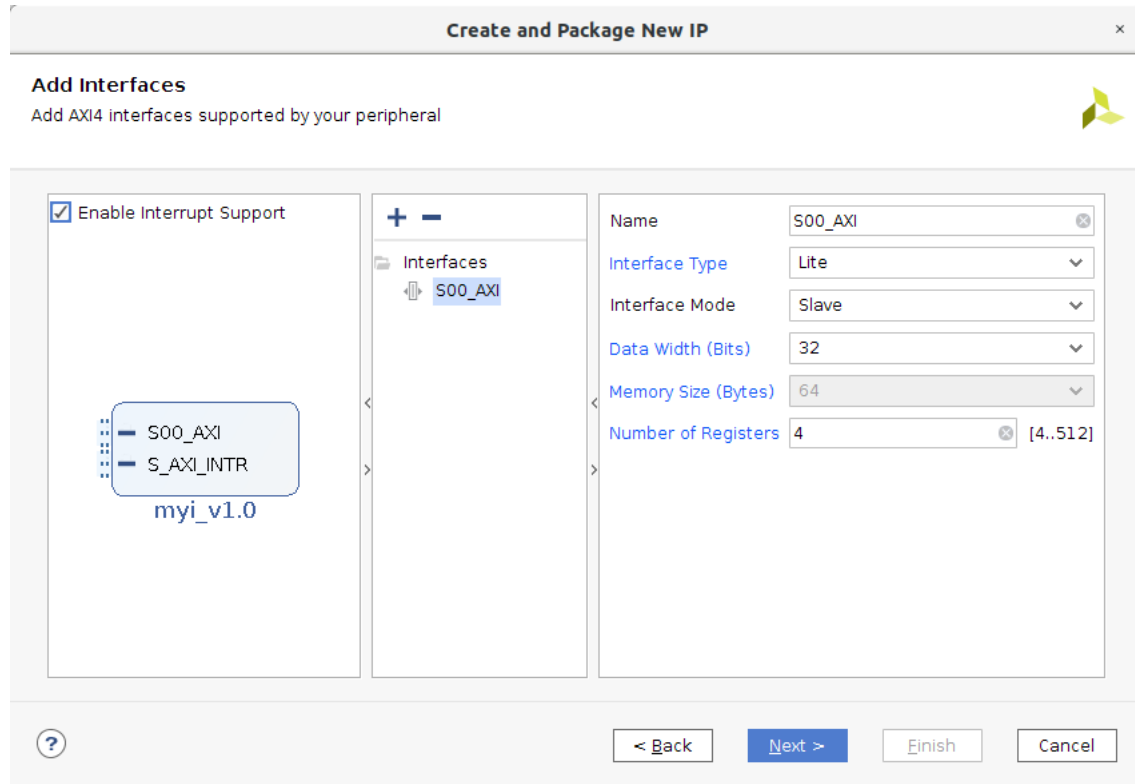 Create and Package New IP
×
Add Interfaces
Add AXI4 interfaces supported by your peripheral
Enable Interrupt Support
S00_AXI
S_AXI_INTR
myi_v1.0
+ −
Interfaces
S00_AXI
Name S00_AXI
Interface Type Lite
Interface Mode Slave
Data Width (Bits) 32
Memory Size (Bytes) 64
Number of Registers 4 [4..512]
?
< Back Next > Finish Cancel